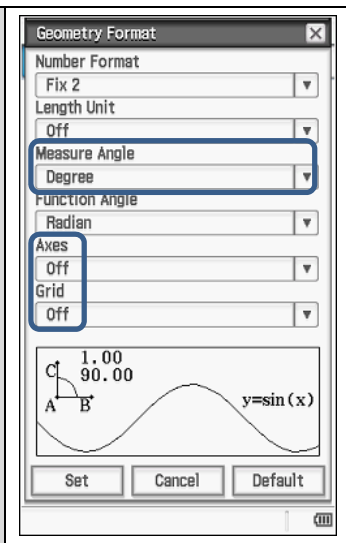 Geometry Format
Number Format
Fix 2
Length Unit
Off
Measure Angle
Degree
Function Angle
Radian
Axes
Off
Grid
Off
1.00
C 90.00
A B
y=sin(x)
Set Cancel Default